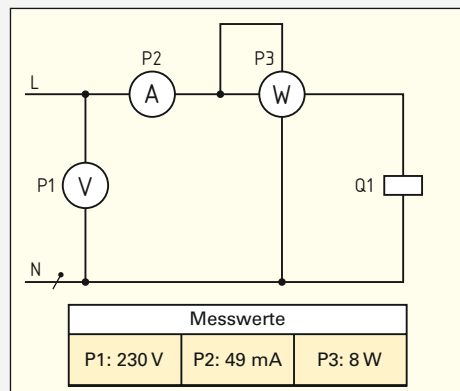 P2
P3
L
A
W
P1
V
Q1
N
Messwerte
P1: 230 V
P2: 49 mA
P3: 8 W